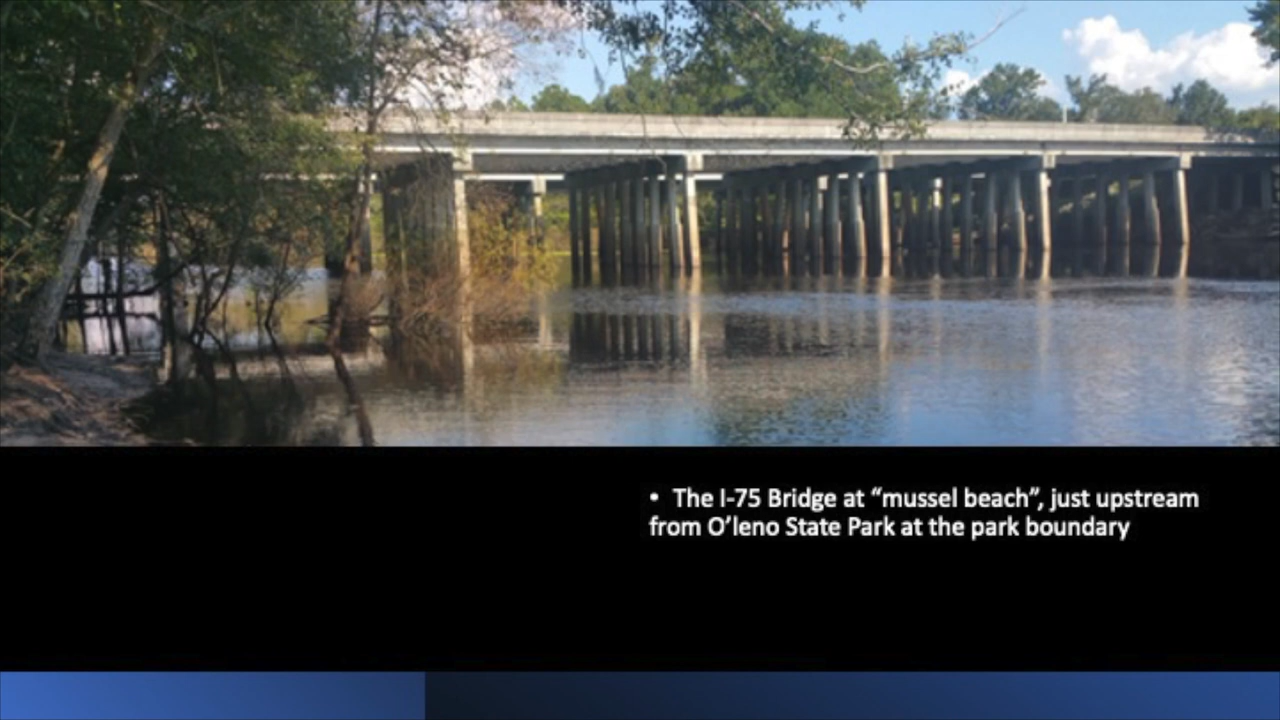 • The I-75 Bridge at “mussel beach”, just upstream
from O’leno State Park at the park boundary